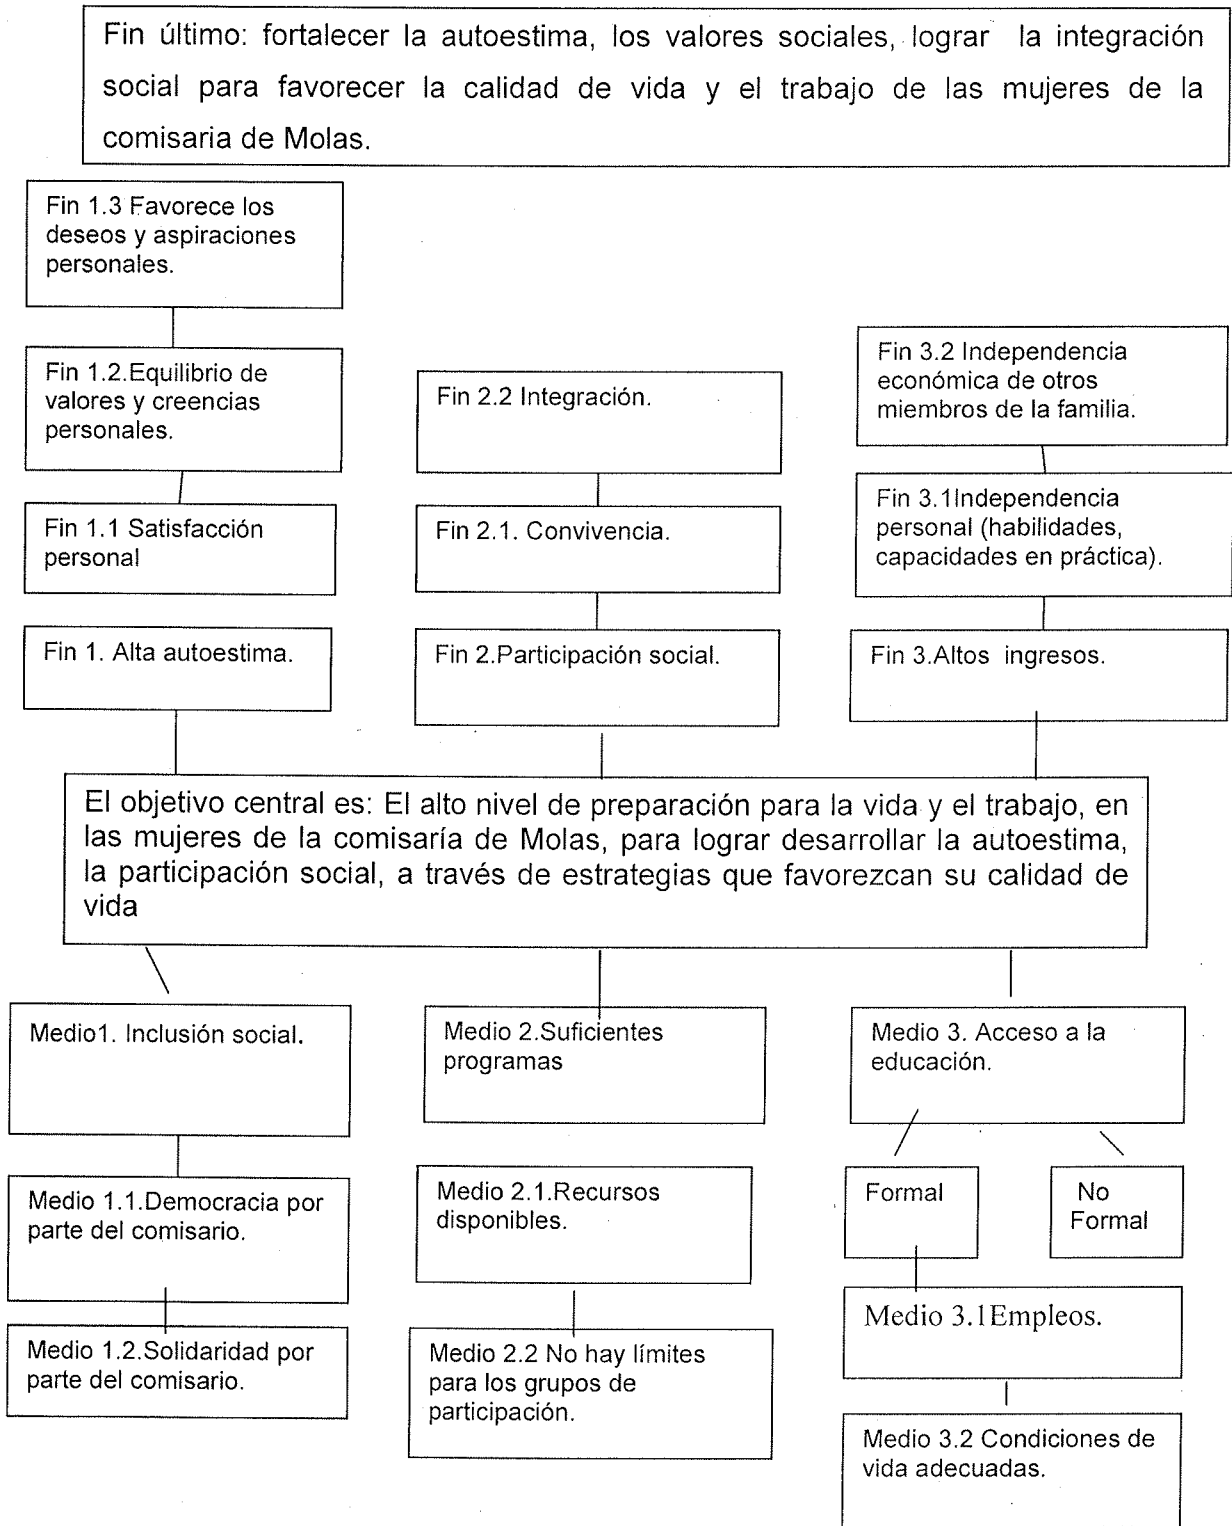 Fin último: fortalecer la autoestima, los valores sociales, lograr la integración
social para favorecer la calidad de vida y el trabajo de las mujeres de la
comisaria de Molas.
Fin 1.3 Favorece los
deseos y aspiraciones
personales.
Fin 1.2.Equilibrio de
valores y creencias
personales.
Fin 2.2 Integración.
Fin 3.2 Independencia
económica de otros
miembros de la familia.
Fin 1.1 Satisfacción
personal
Fin 2.1. Convivencia.
Fin 3.1Independencia
personal (habilidades,
capacidades en práctica).
Fin 1. Alta autoestima.
Fin 2.Participación social.
Fin 3.Altos ingresos.
El objetivo central es: El alto nivel de preparación para la vida y el trabajo, en
las mujeres de la comisaría de Molas, para lograr desarrollar la autoestima,
la participación social, a través de estrategias que favorezcan su calidad de
vida
Medio1. Inclusión social.
Medio 2.Suficientes
programas
Medio 3. Acceso a la
educación.
Medio 1.1.Democracia por
parte del comisario.
Medio 2.1.Recursos
disponibles.
Formal
No
Formal
Medio 1.2.Solidaridad por
parte del comisario.
Medio 2.2 No hay límites
para los grupos de
participación.
Medio 3.1Empleos.
Medio 3.2 Condiciones de
vida adecuadas.